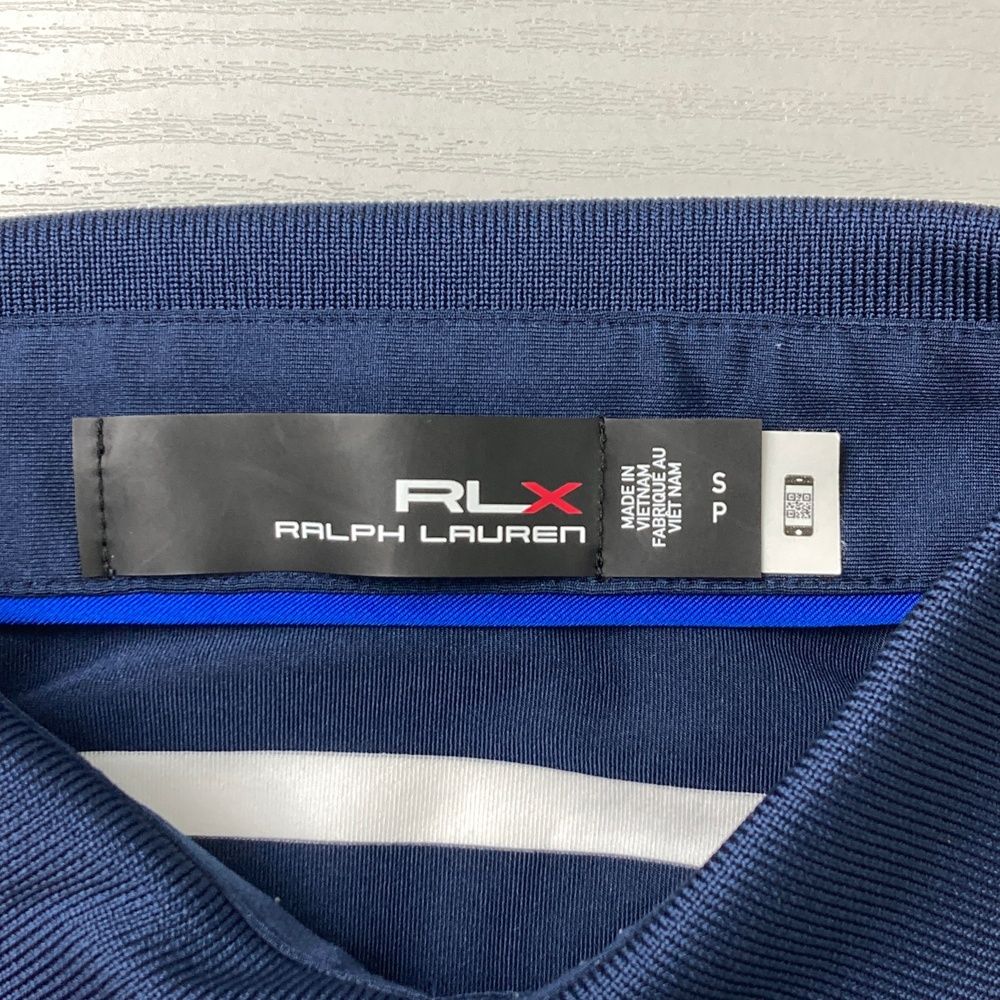 RLX
RALPH LAUREN
MADE IN
VIETNAM
FABRIQUE AU
VIET NAM
S
P